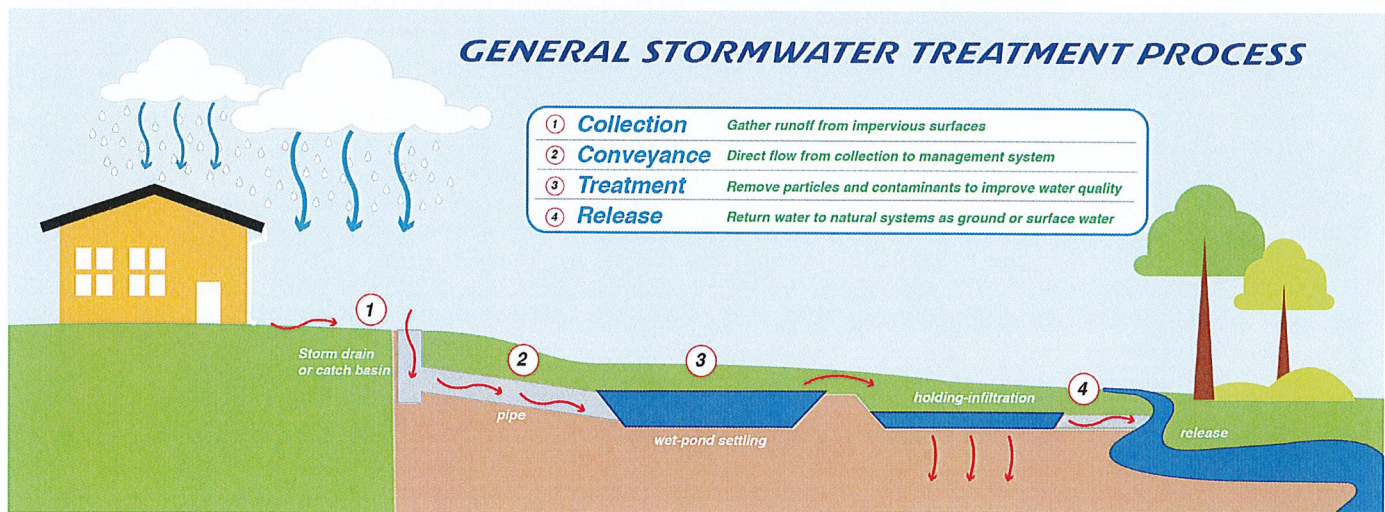 GENERAL STORMWATER TREATMENT PROCESS
1 Collection Gather runoff from impervious surfaces
2 Conveyance Direct flow from collection to management system
3 Treatment Remove particles and contaminants to improve water quality
4 Release Return water to natural systems as ground or surface water
1
Storm drain
or catch basin
2
pipe
3
wet-pond settling
holding-infiltration
4
release